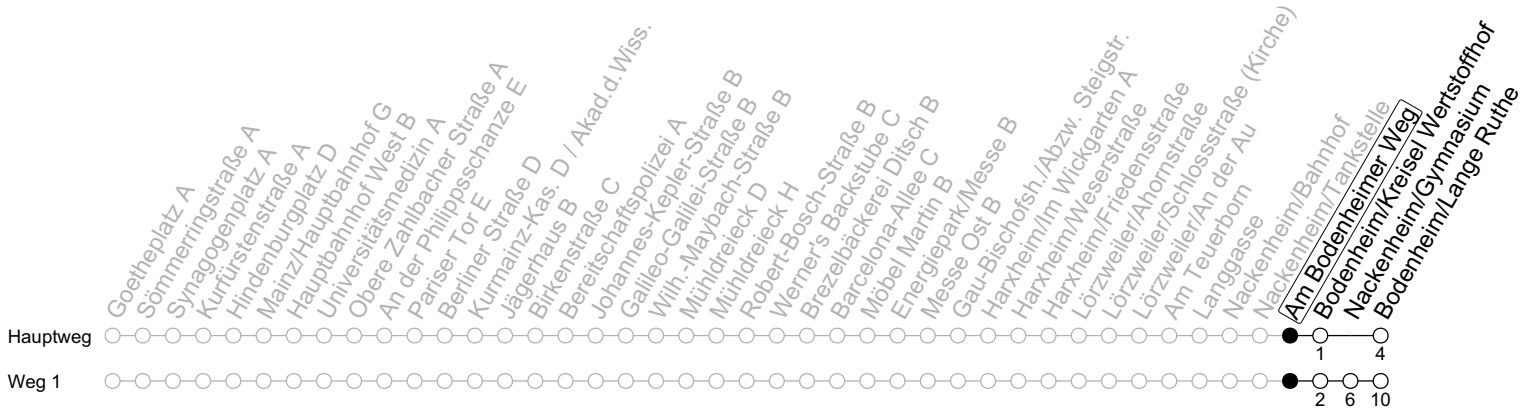 Goetheplatz A
Sömmerringstraße A
Synagogenplatz A
Kurfürstenstraße A
Hindenburgplatz D
Mainz/Hauptbahnhof G
Hauptbahnhof West B
Universitätsmedizin A
Obere Zahlbacher Straße A
An der Philippsschanze E
Pariser Tor E
Berliner Straße D
Kurmainz-Kas. D / Akad.d.Wiss.
Jägerhaus B
Birkenstraße C
Bereitschaftspolizei A
Johannes-Kepler-Straße B
Galileo-Galilei-Straße B
Wilh.-Maybach-Straße B
Mühldreieck D
Mühldreieck H
Robert-Bosch-Straße B
Werner's Backstube C
Brezelbäckerei Ditsch B
Barcelona-Allee C
Möbel Martin B
Energiepark/Messe B
Messe Ost B
Gau-Bischofsh./Abzw. Steigstr.
Harxheim/Im Wickgarten A
Harxheim/Weserstraße
Harxheim/Friedensstraße
Lörzweiler/Ahornstraße
Lörzweiler/Schlossstraße (Kirche)
Lörzweiler/An der Au
Am Teuerborn
Langgasse
Nackenheim/Bahnhof
Nackenheim/Tankstelle
Am Bodenheimer Weg
Bodenheim/Kreisel Wertstoffhof
Nackenheim/Gymnasium
Bodenheim/Lange Ruthe
Hauptweg
1 4
Weg 1
2 6 10